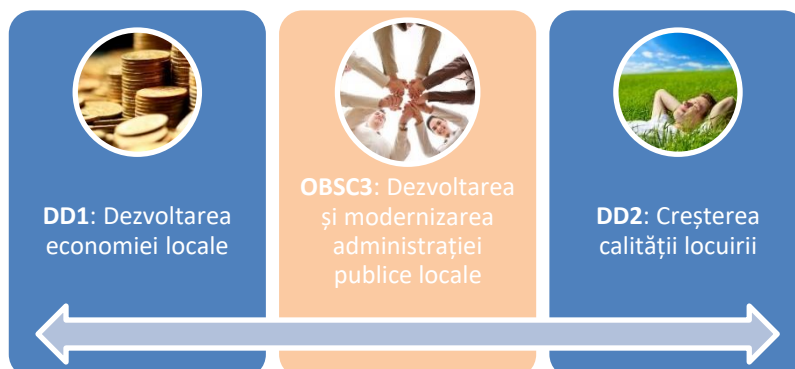 DD1: Dezvoltarea
economiei locale
OBSC3: Dezvoltarea
și modernizarea
administrației
publice locale
DD2: Creșterea
calității locuirii